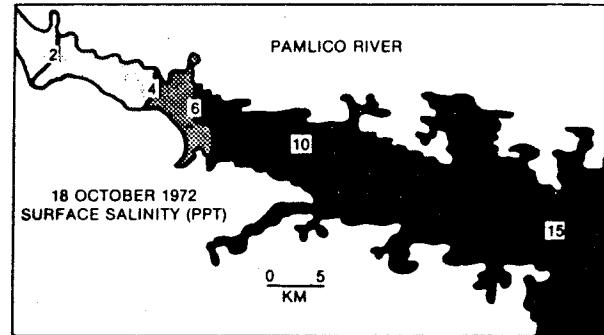 PAMLICO RIVER
2
4
6
10
15
18 OCTOBER 1972
SURFACE SALINITY (PPT)
0 5
KM